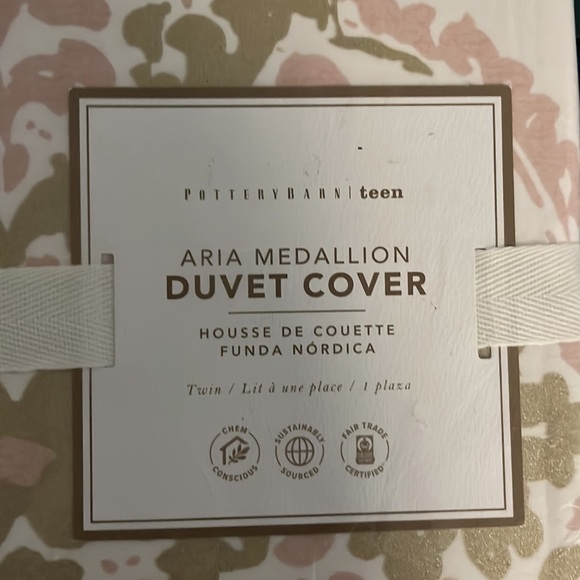 POTTERYBARN | teen
ARIA MEDALLION
DUVET COVER
HOUSSE DE COUETTE
FUNDA NÓRDICA
Twin / Lit à une place / 1 plaza
CHEM CONSCIOUS
SUSTAINABLY SOURCED
FAIR TRADE CERTIFIED